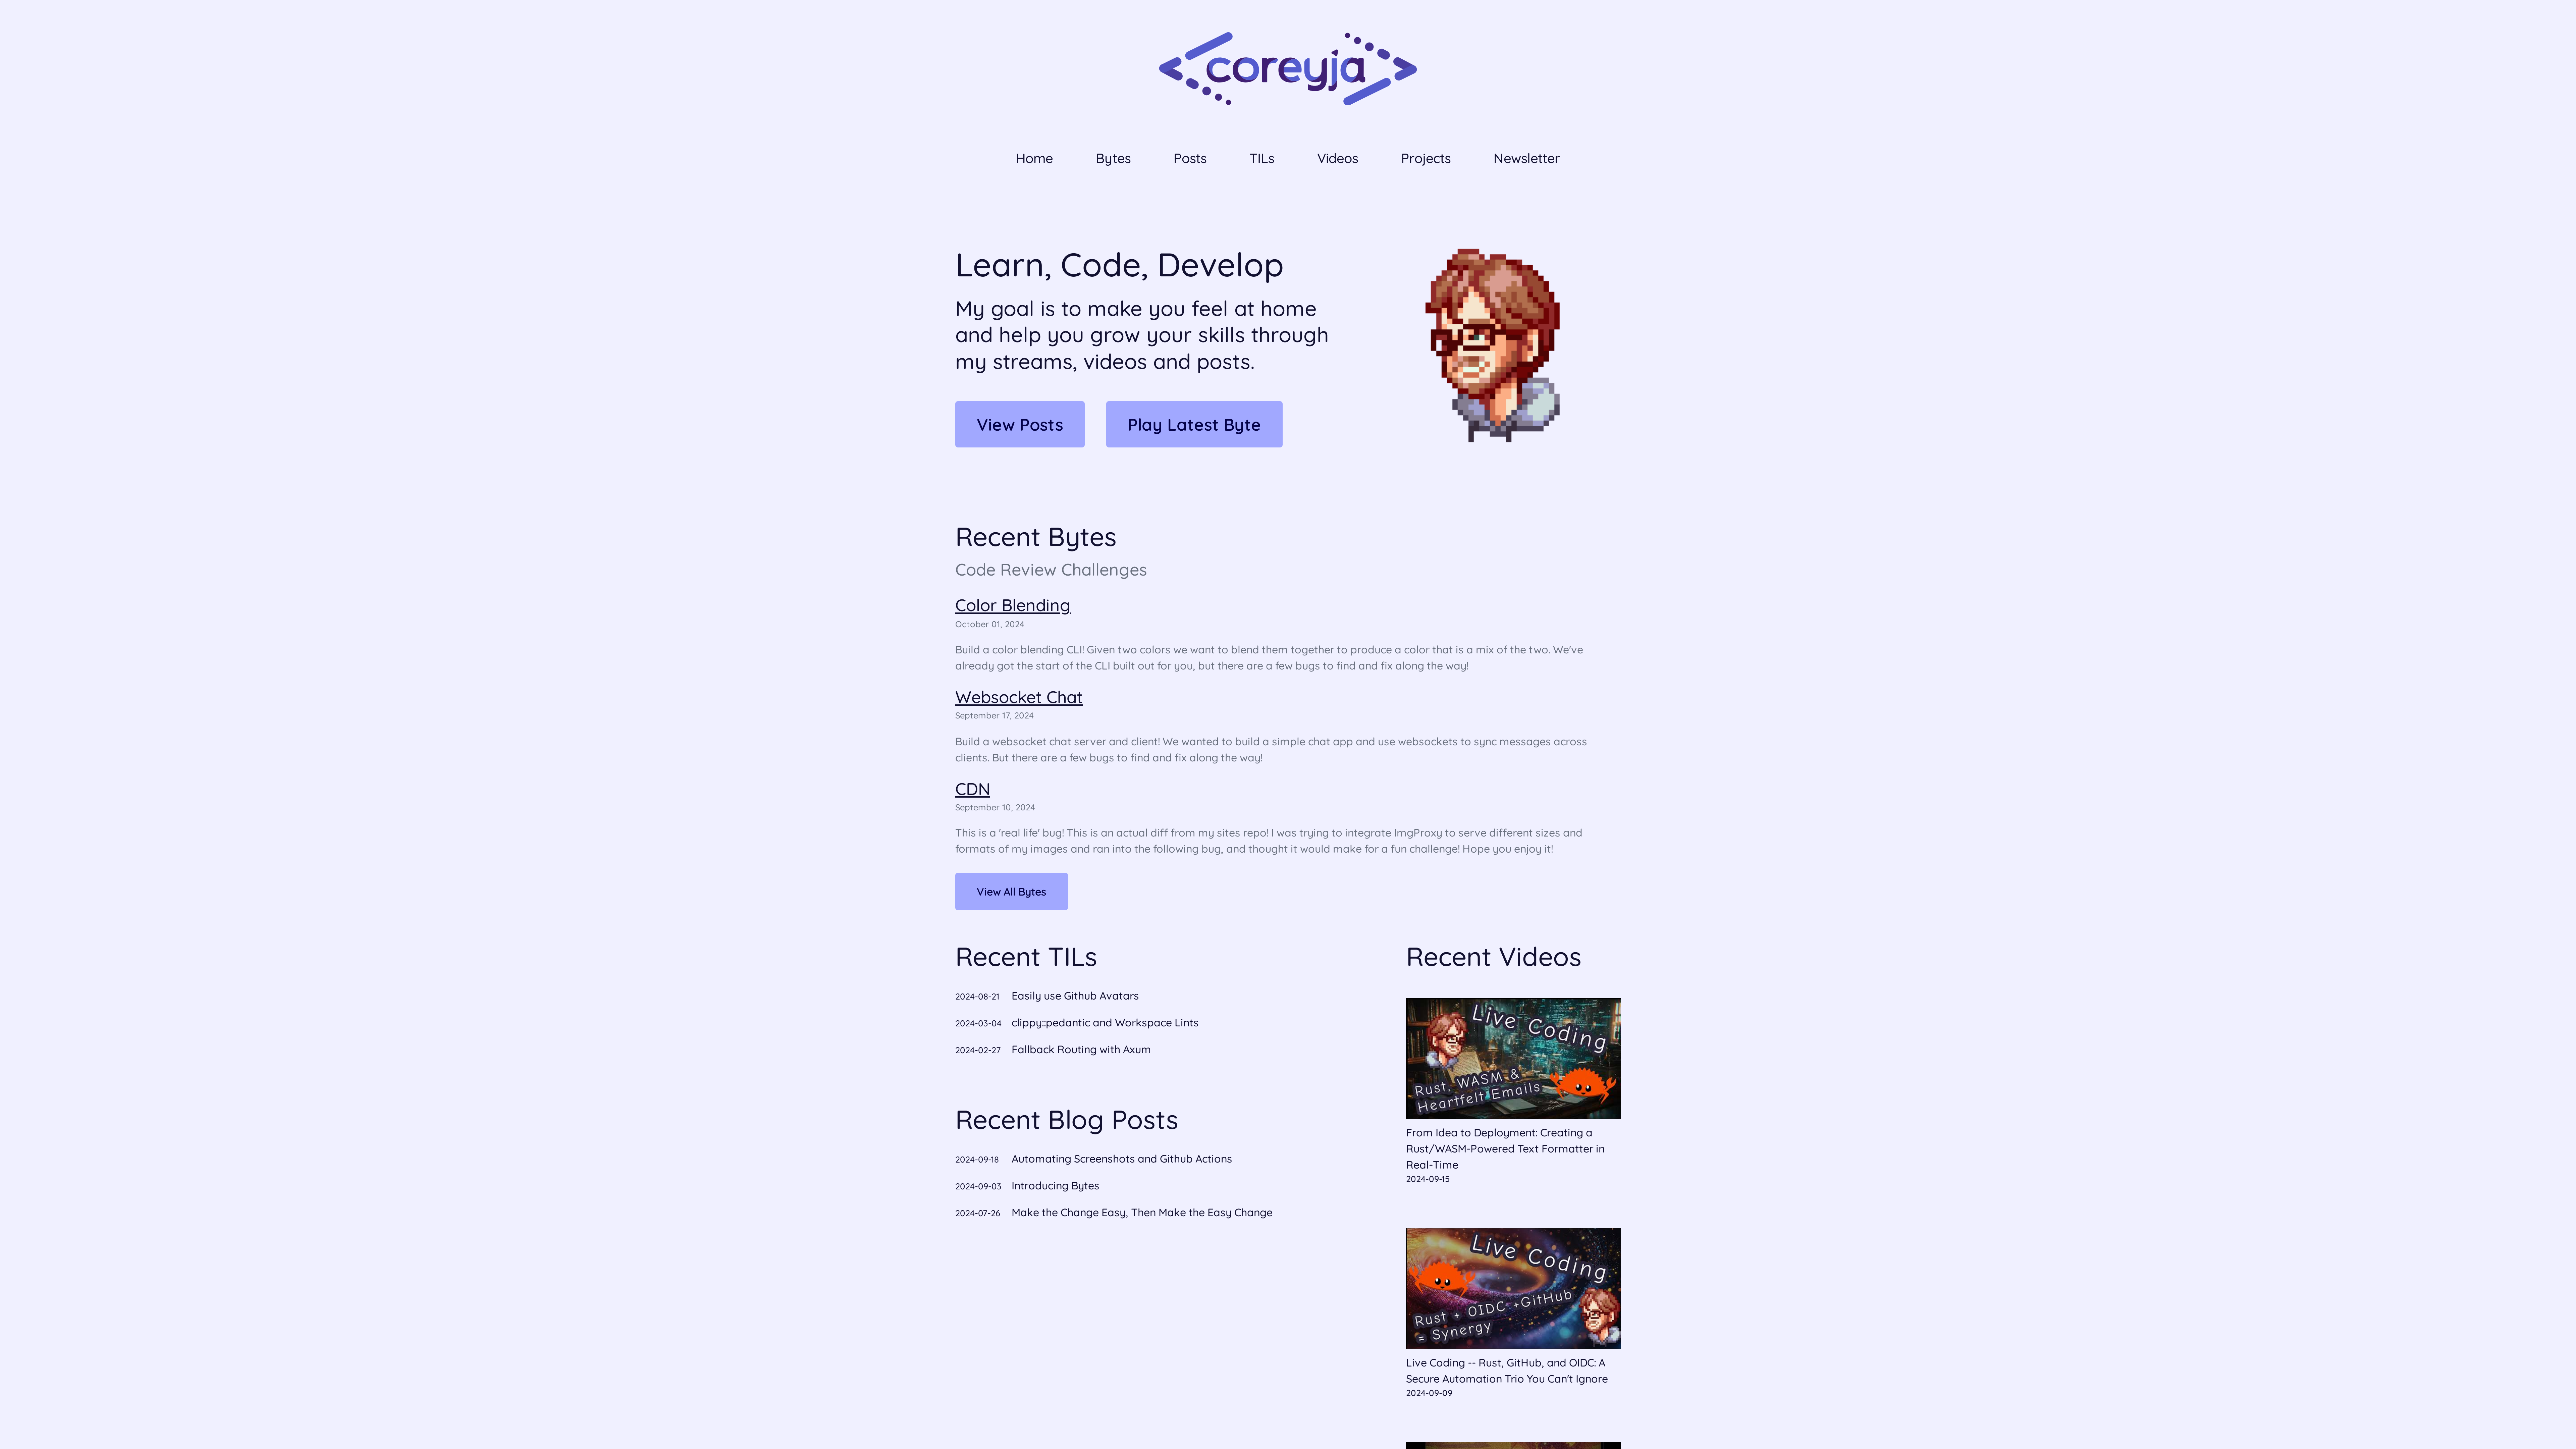 coreyja
Home Bytes Posts TILs Videos Projects Newsletter
Learn, Code, Develop
My goal is to make you feel at home
and help you grow your skills through
my streams, videos and posts.
View Posts Play Latest Byte
Recent Bytes
Code Review Challenges
Color Blending
October 01, 2024
Build a color blending CLI! Given two colors we want to blend them together to produce a color that is a mix of the two. We've
already got the start of the CLI built out for you, but there are a few bugs to find and fix along the way!
Websocket Chat
September 17, 2024
Build a websocket chat server and client! We wanted to build a simple chat app and use websockets to sync messages across
clients. But there are a few bugs to find and fix along the way!
CDN
September 10, 2024
This is a 'real life' bug! This is an actual diff from my sites repo! I was trying to integrate ImgProxy to serve different sizes and
formats of my images and ran into the following bug, and thought it would make for a fun challenge! Hope you enjoy it!
View All Bytes
Recent TILs
2024-08-21 Easily use Github Avatars
2024-03-04 clippy::pedantic and Workspace Lints
2024-02-27 Fallback Routing with Axum
Recent Blog Posts
2024-09-18 Automating Screenshots and Github Actions
2024-09-03 Introducing Bytes
2024-07-26 Make the Change Easy, Then Make the Easy Change
Recent Videos
Live Coding
Rust, WASM &
Heartfelt Emails
From Idea to Deployment: Creating a
Rust/WASM-Powered Text Formatter in
Real-Time
2024-09-15
Live Coding
Rust + OIDC +GitHub
= Synergy
Live Coding -- Rust, GitHub, and OIDC: A
Secure Automation Trio You Can't Ignore
2024-09-09